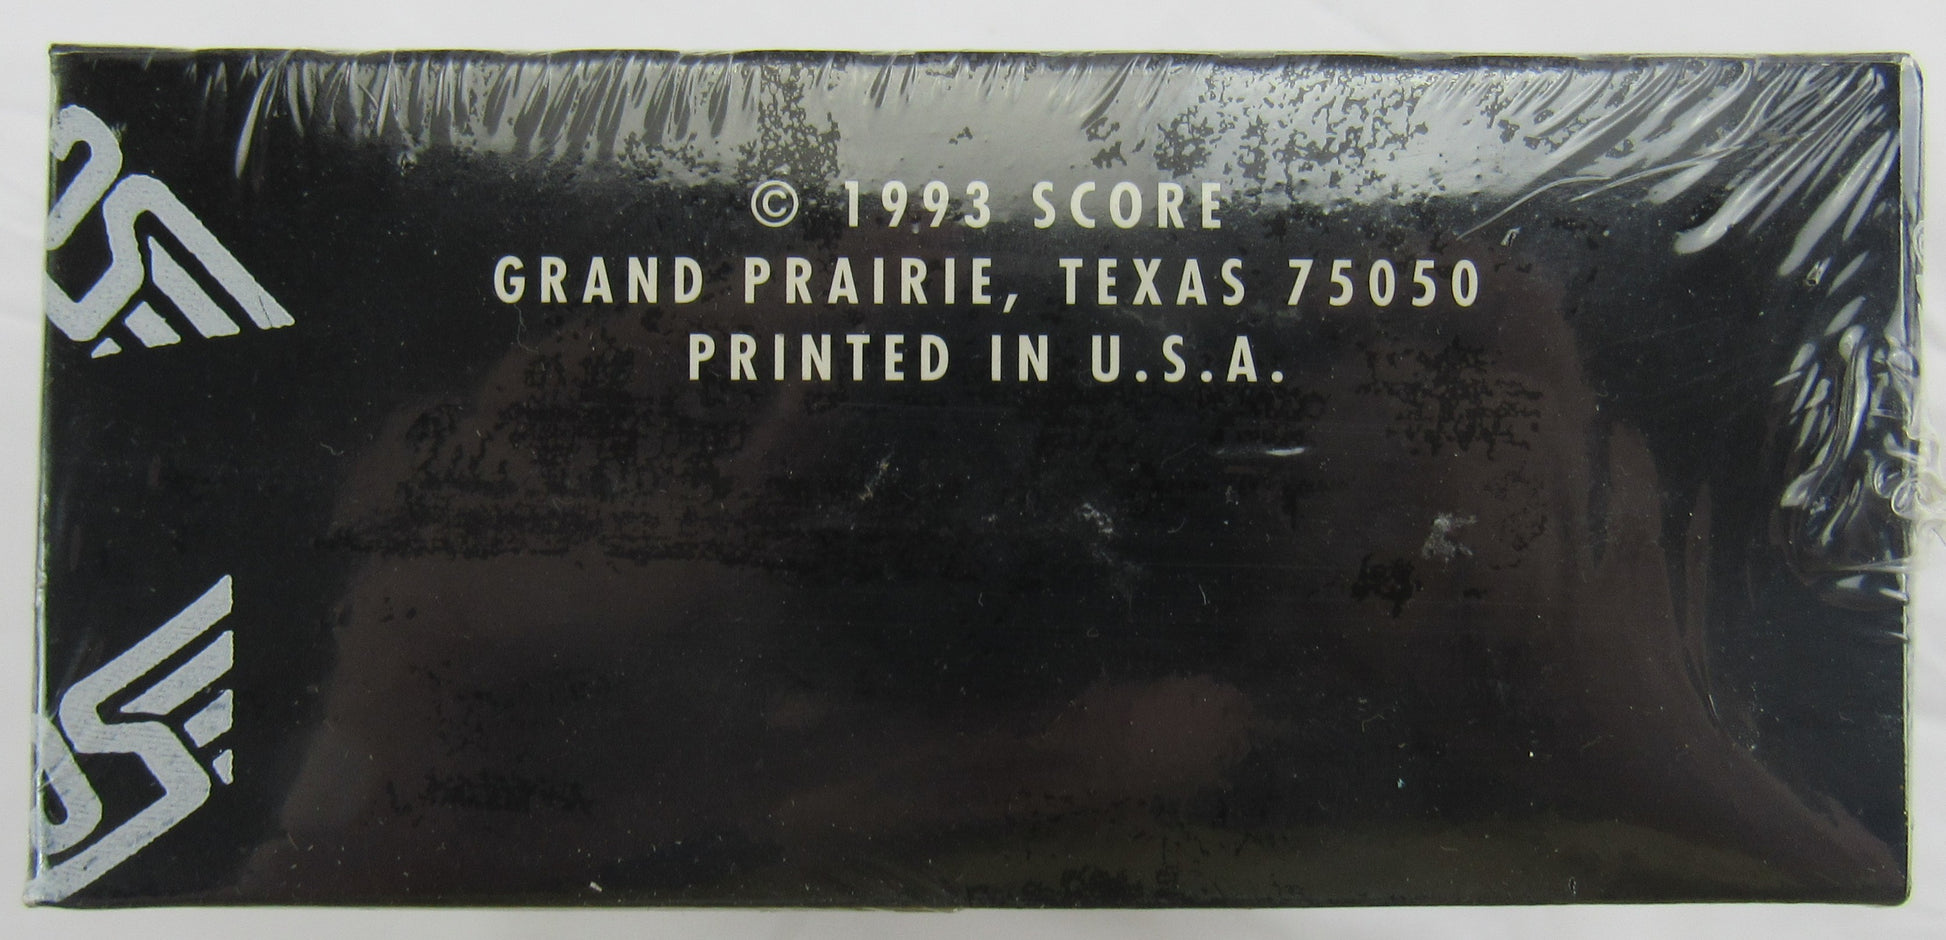 © 1993 SCORE
GRAND PRAIRIE, TEXAS 75050
PRINTED IN U.S.A.